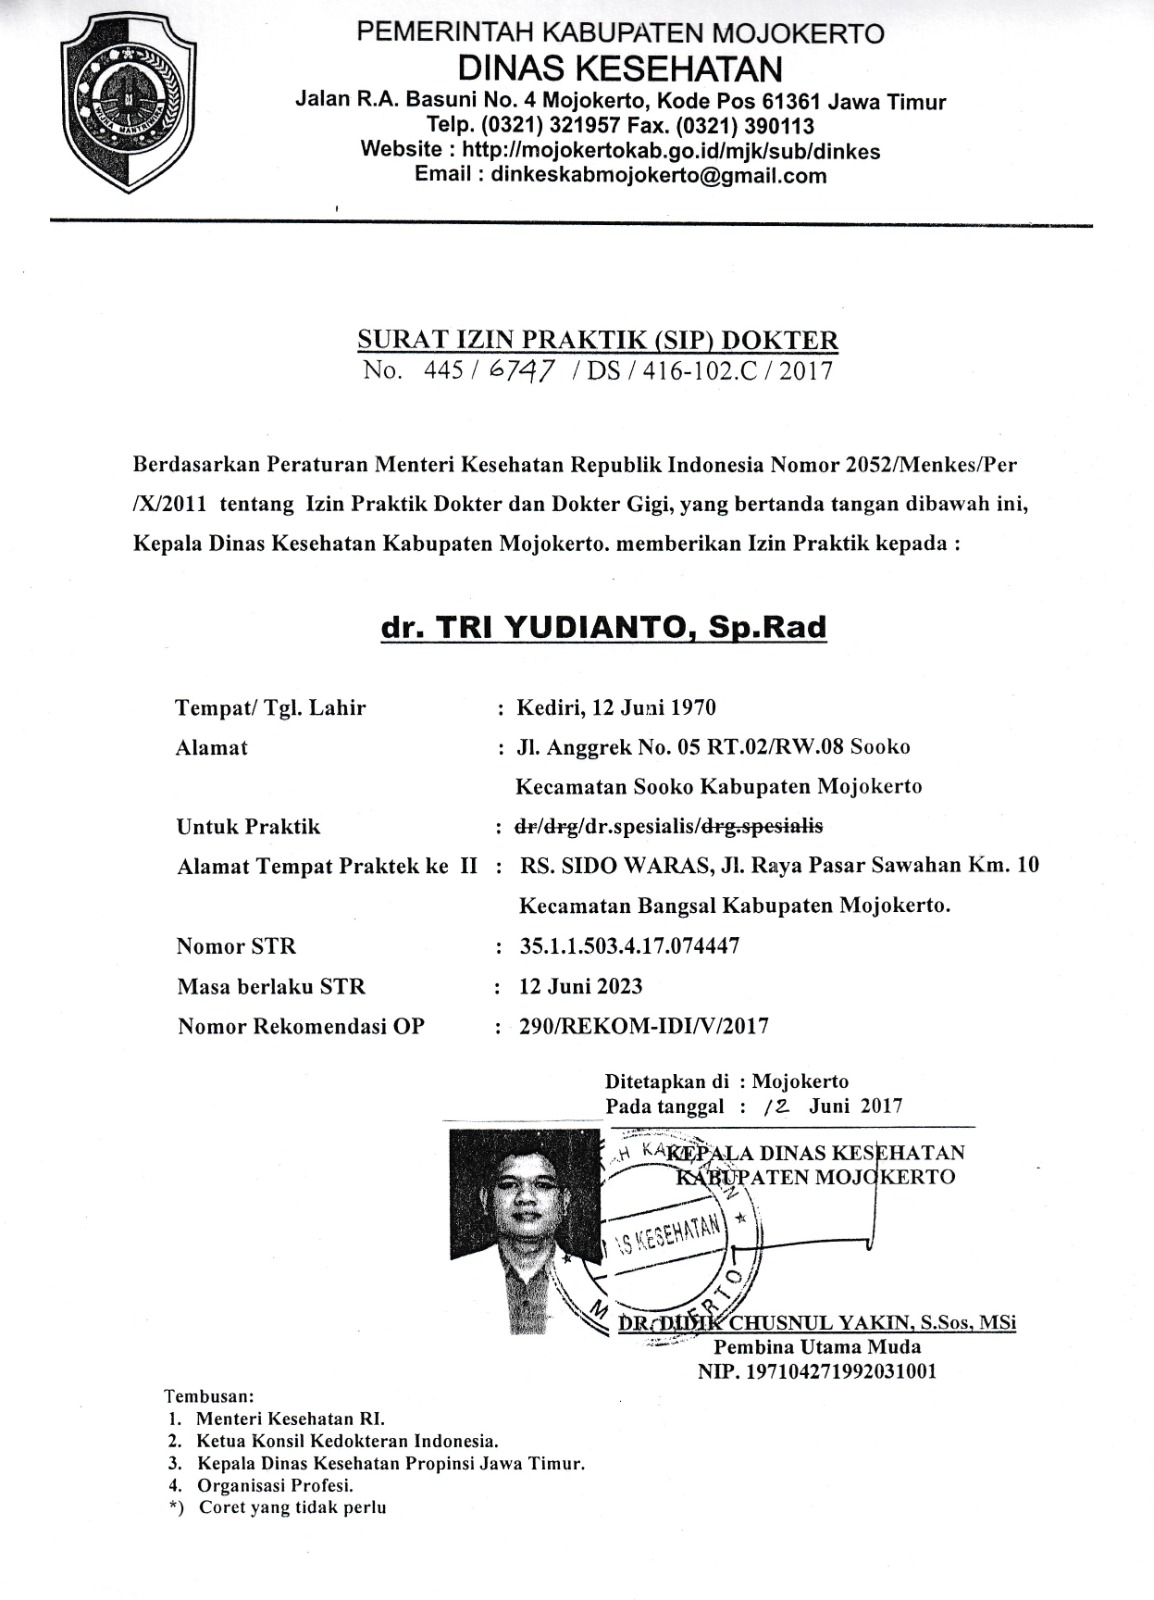 PEMERINTAH KABUPATEN MOJOKERTO
DINAS KESEHATAN
Jalan R.A. Basuni No. 4 Mojokerto, Kode Pos 61361 Jawa Timur
Telp. (0321) 321957 Fax. (0321) 390113
Website : http://mojokertokab.go.id/mjk/sub/dinkes
Email : dinkeskabmojokerto@gmail.com
SURAT IZIN PRAKTIK (SIP) DOKTER
No. 445 / 6747 / DS / 416-102.C / 2017
Berdasarkan Peraturan Menteri Kesehatan Republik Indonesia Nomor 2052/Menkes/Per
/X/2011 tentang Izin Praktik Dokter dan Dokter Gigi, yang bertanda tangan dibawah ini,
Kepala Dinas Kesehatan Kabupaten Mojokerto. memberikan Izin Praktik kepada :
dr. TRI YUDIANTO, Sp.Rad
Tempat/ Tgl. Lahir : Kediri, 12 Juni 1970
Alamat : Jl. Anggrek No. 05 RT.02/RW.08 Sooko
Kecamatan Sooko Kabupaten Mojokerto
Untuk Praktik : dr/drg/dr.spesialis/drg.spesialis
Alamat Tempat Praktek ke II : RS. SIDO WARAS, Jl. Raya Pasar Sawahan Km. 10
Kecamatan Bangsal Kabupaten Mojokerto.
Nomor STR : 35.1.1.503.4.17.074447
Masa berlaku STR : 12 Juni 2023
Nomor Rekomendasi OP : 290/REKOM-IDI/V/2017
Ditetapkan di : Mojokerto
Pada tanggal : 12 Juni 2017
KEPALA DINAS KESEHATAN
KABUPATEN MOJOKERTO
AS KESEHATAN
DR. DIDIK CHUSNUL YAKIN, S.Sos, MSi
Pembina Utama Muda
NIP. 197104271992031001
Tembusan:
1. Menteri Kesehatan RI.
2. Ketua Konsil Kedokteran Indonesia.
3. Kepala Dinas Kesehatan Propinsi Jawa Timur.
4. Organisasi Profesi.
*) Coret yang tidak perlu